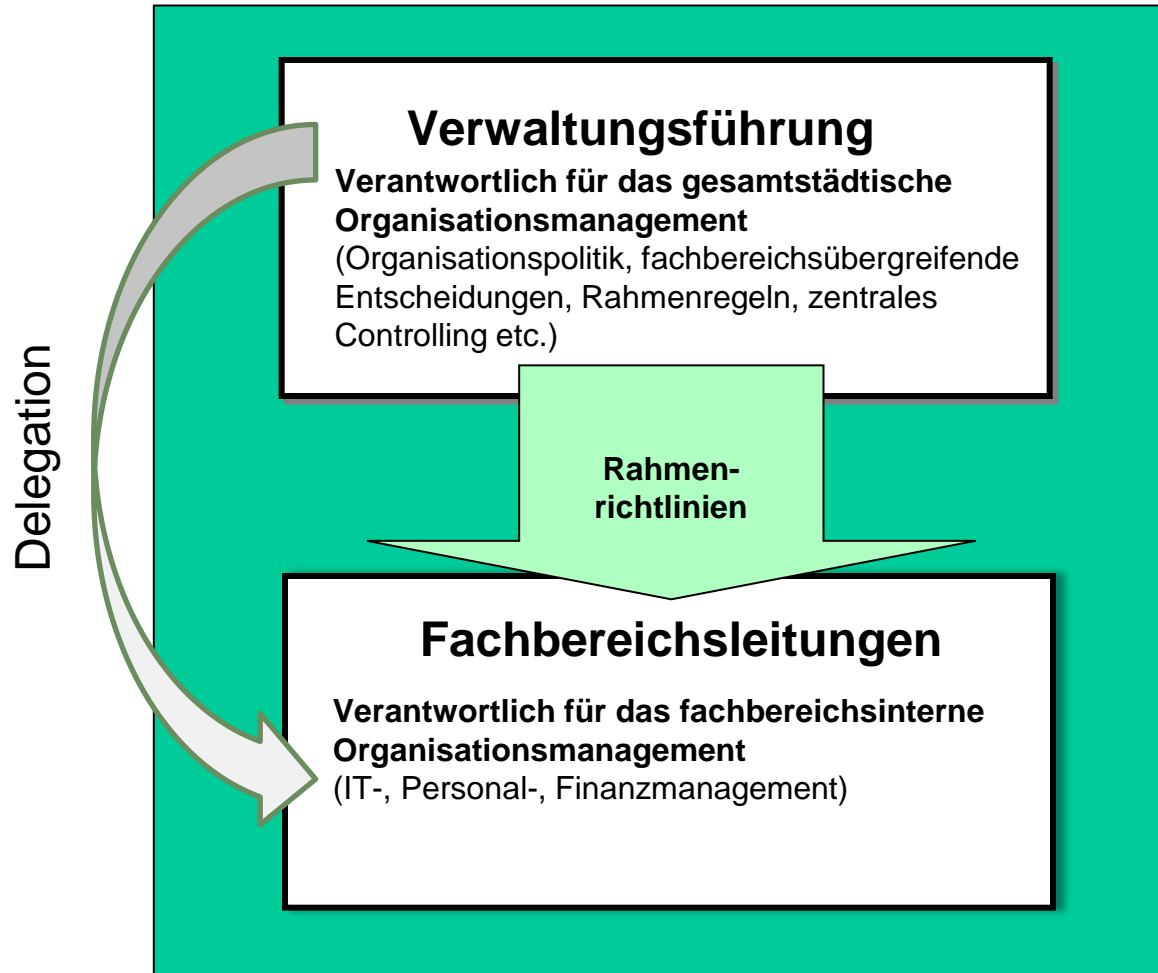 Verwaltungsführung
Verantwortlich für das gesamtstädtische
Organisationsmanagement
(Organisationspolitik, fachbereichsübergreifende
Entscheidungen, Rahmenregeln, zentrales
Controlling etc.)
Delegation
Rahmen-
richtlinien
Fachbereichsleitungen
Verantwortlich für das fachbereichsinterne
Organisationsmanagement
(IT-, Personal-, Finanzmanagement)